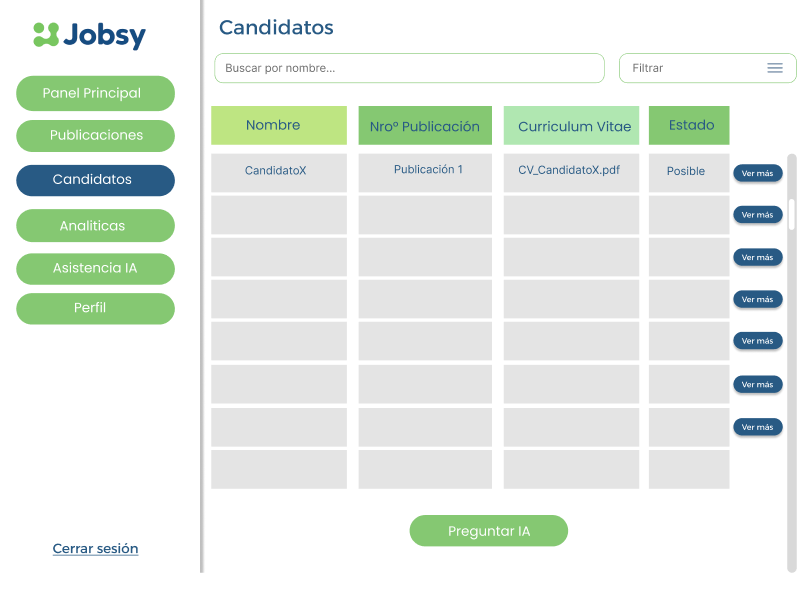 Jobsy
Panel Principal
Publicaciones
Candidatos
Analíticas
Asistencia IA
Perfil
Cerrar sesión
Candidatos
Buscar por nombre...
Filtrar
Nombre
Nroº Publicación
Curriculum Vitae
Estado
CandidatoX
Publicación 1
CV_CandidatoX.pdf
Posible
Ver más
Ver más
Ver más
Ver más
Ver más
Ver más
Ver más
Preguntar IA